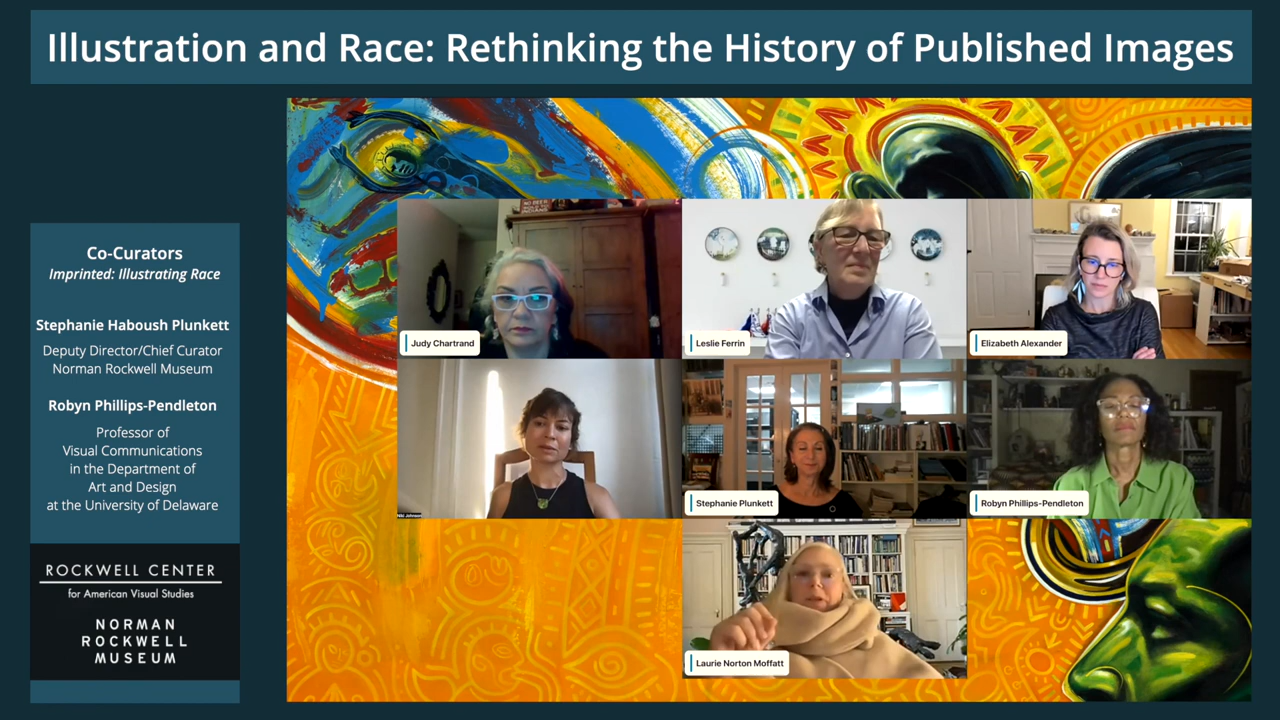 Illustration and Race: Rethinking the History of Published Images
Co-Curators
Imprinted: Illustrating Race
Stephanie Haboush Plunkett
Deputy Director/Chief Curator
Norman Rockwell Museum
Robyn Phillips-Pendleton
Professor of
Visual Communications
in the Department of
Art and Design
at the University of Delaware
ROCKWELL CENTER
for American Visual Studies
NORMAN
ROCKWELL
MUSEUM
Judy Chartrand
Leslie Ferrin
Elizabeth Alexander
Niki Johnson
Stephanie Plunkett
Robyn Phillips-Pendleton
Laurie Norton Moffatt